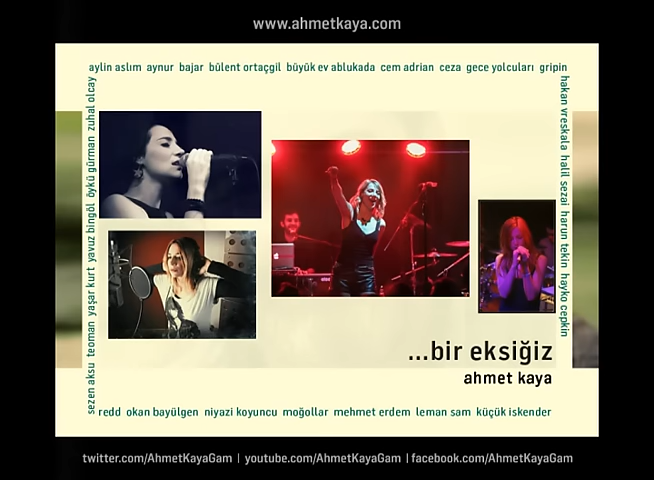 www.ahmetkaya.com
aylin aslım aynur bajar bülent ortaçgil büyük ev ablukada cem adrian ceza gece yolcuları gripin
hakan vreskala halil sezai harun tekin hayko cepkin
sezen aksu teoman yaşar kurt yavuz bingöl öykü gürman zuhal olcay
...bir eksiğiz
ahmet kaya
redd okan bayülgen niyazi koyuncu moğollar mehmet erdem leman sam küçük iskender
twitter.com/AhmetKayaGam | youtube.com/AhmetKayaGam | facebook.com/AhmetKayaGam